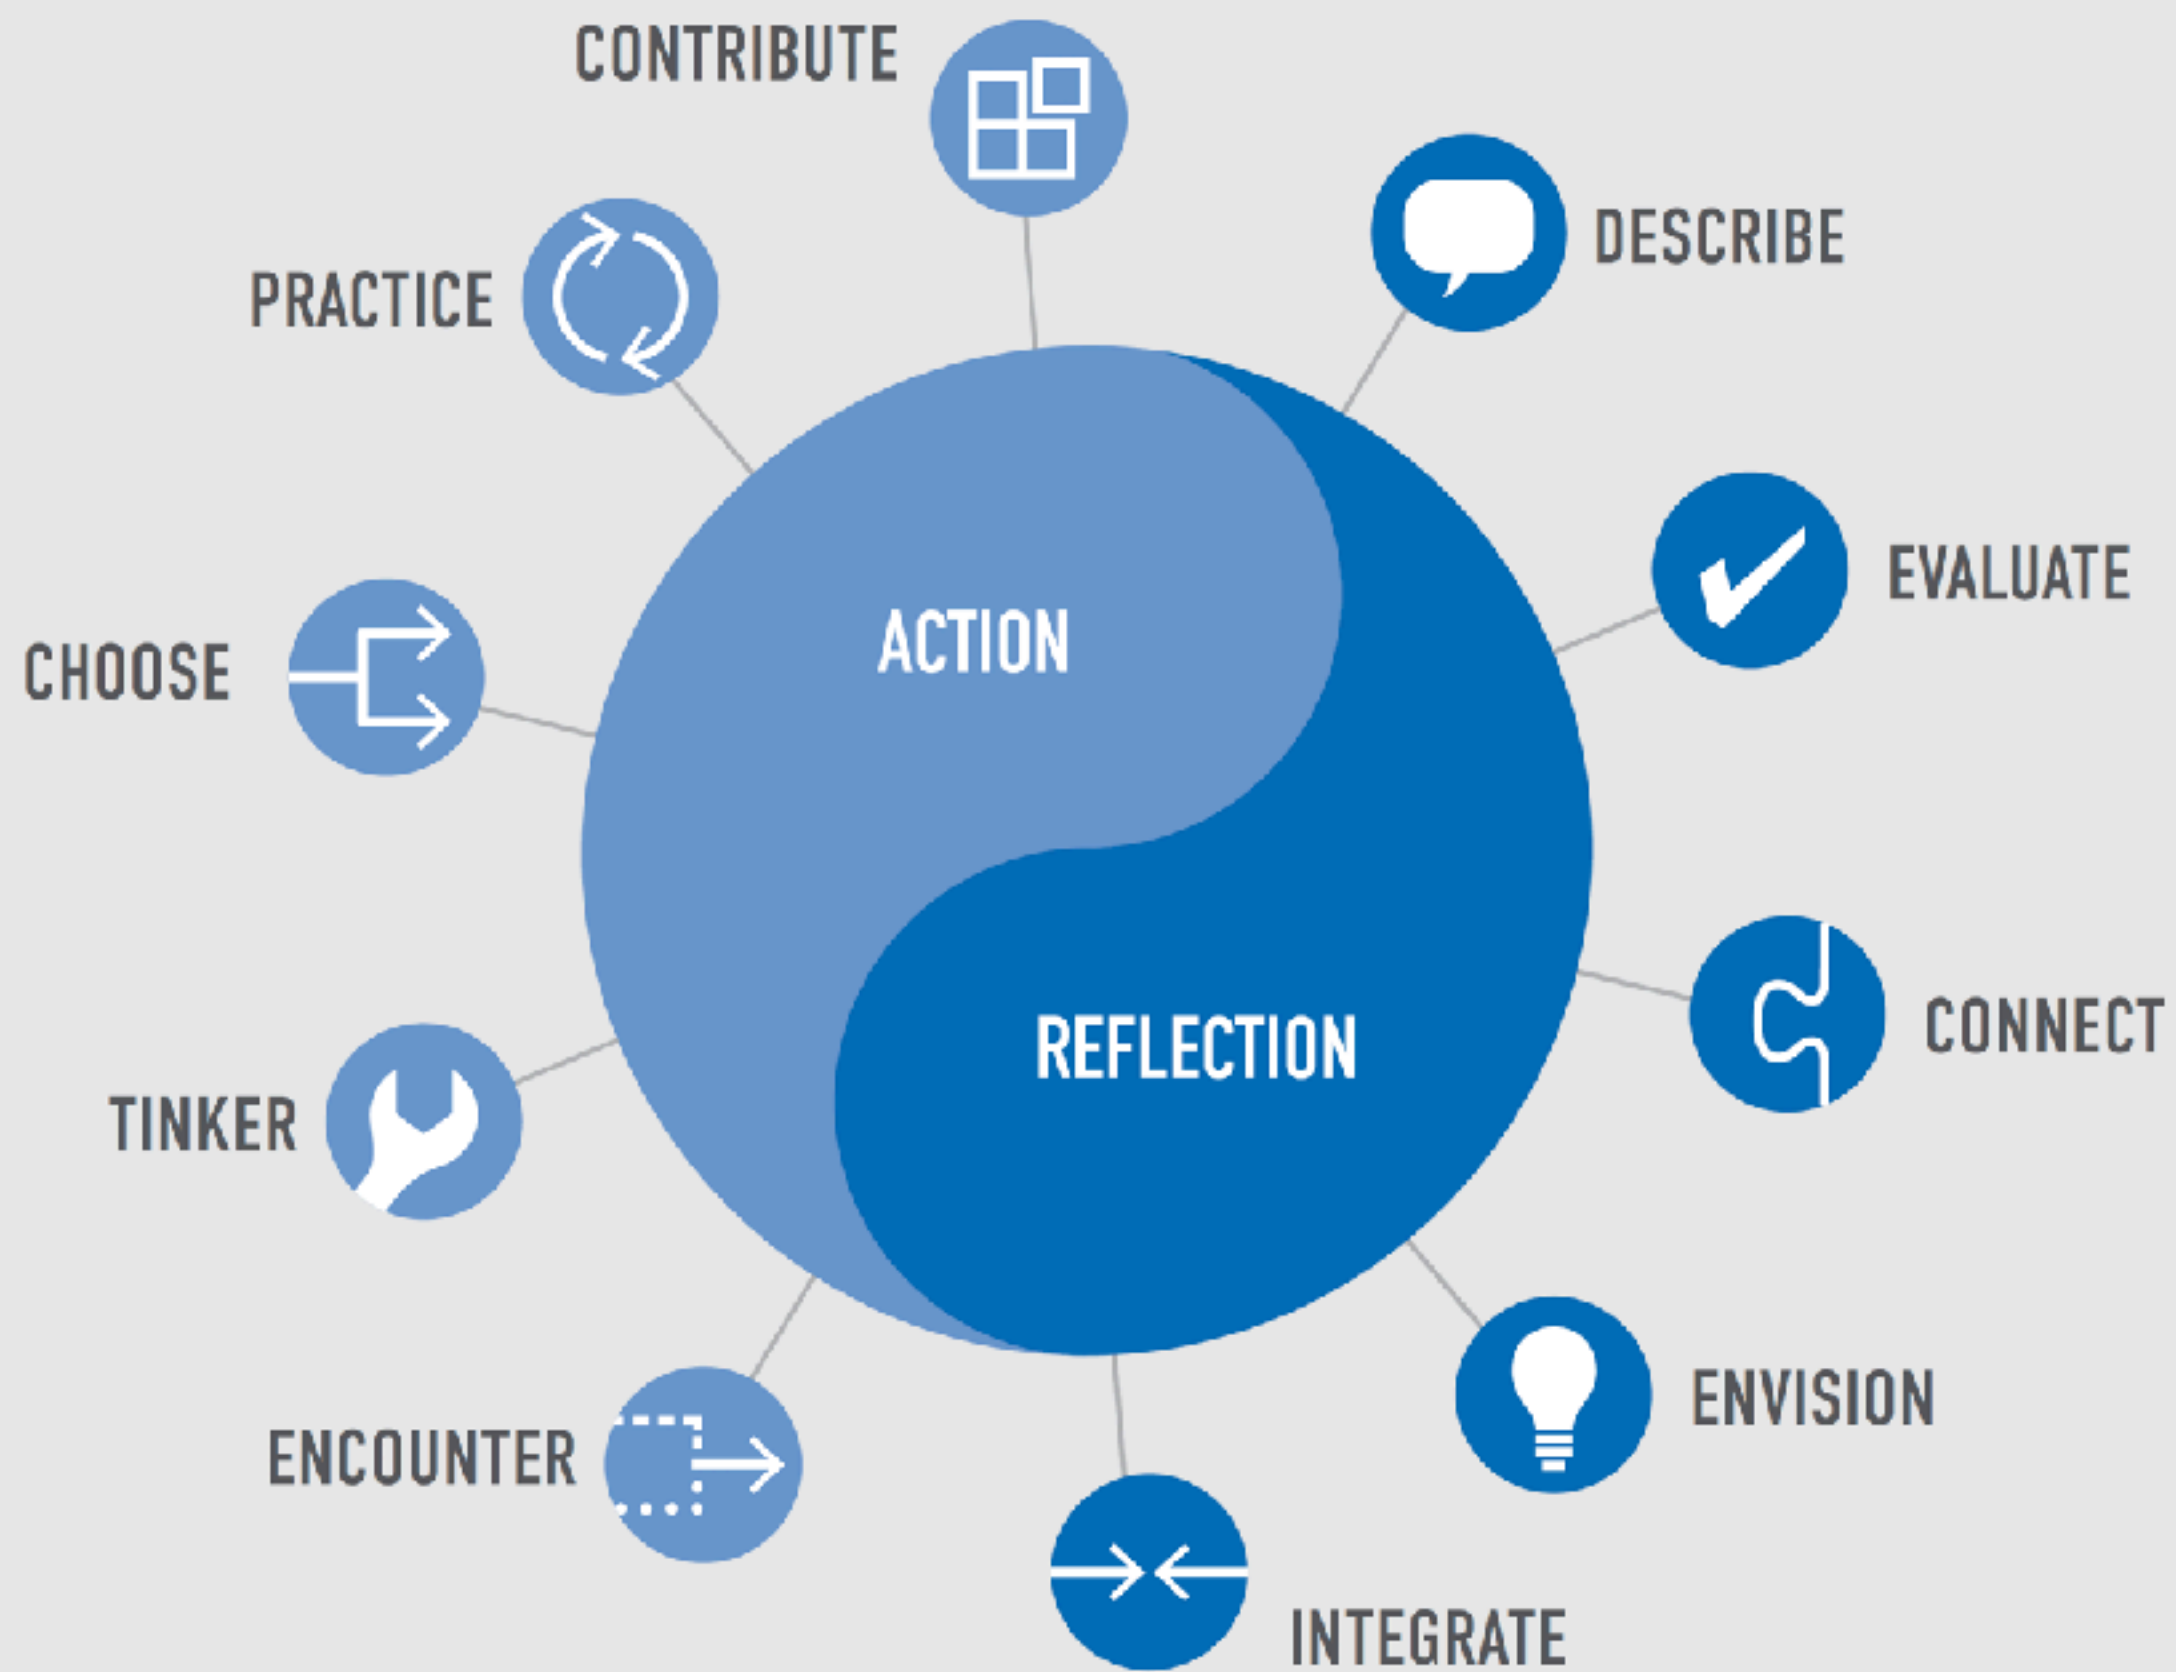 CONTRIBUTE
DESCRIBE
PRACTICE
EVALUATE
CHOOSE
ACTION
CONNECT
REFLECTION
TINKER
ENVISION
ENCOUNTER
INTEGRATE